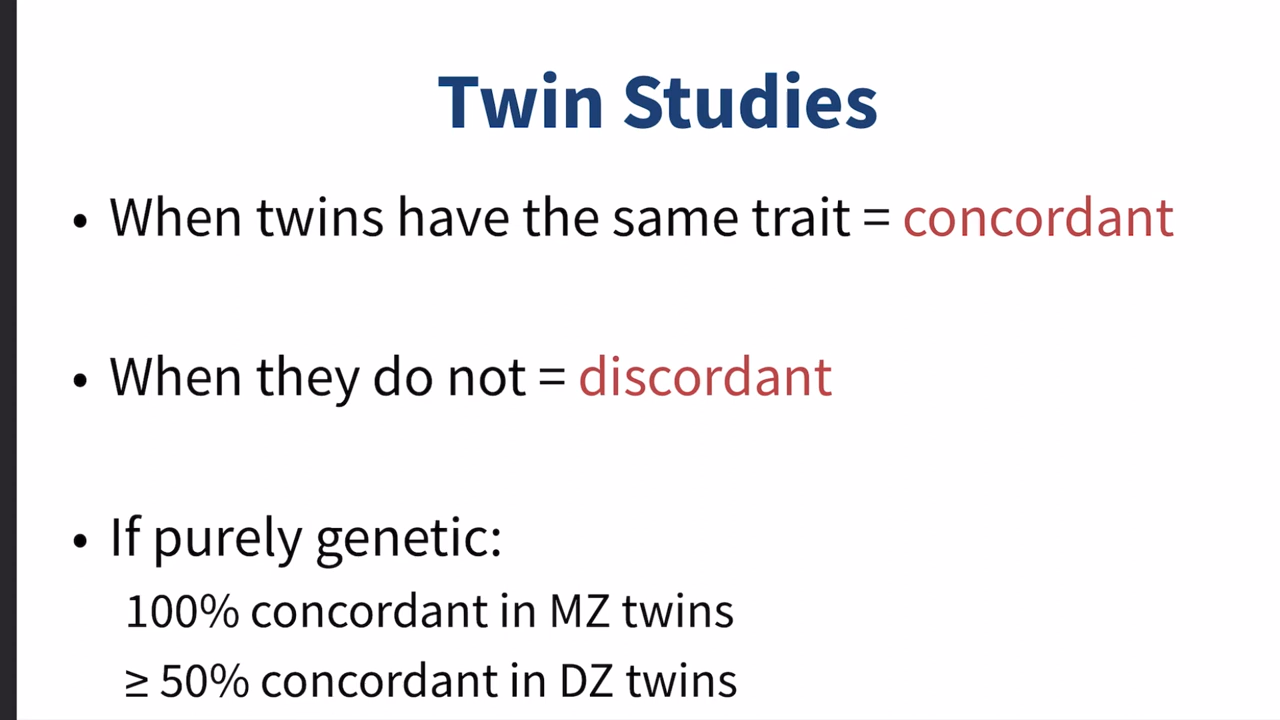 Twin Studies
• When twins have the same trait = concordant
• When they do not = discordant
• If purely genetic:
100% concordant in MZ twins
≥ 50% concordant in DZ twins